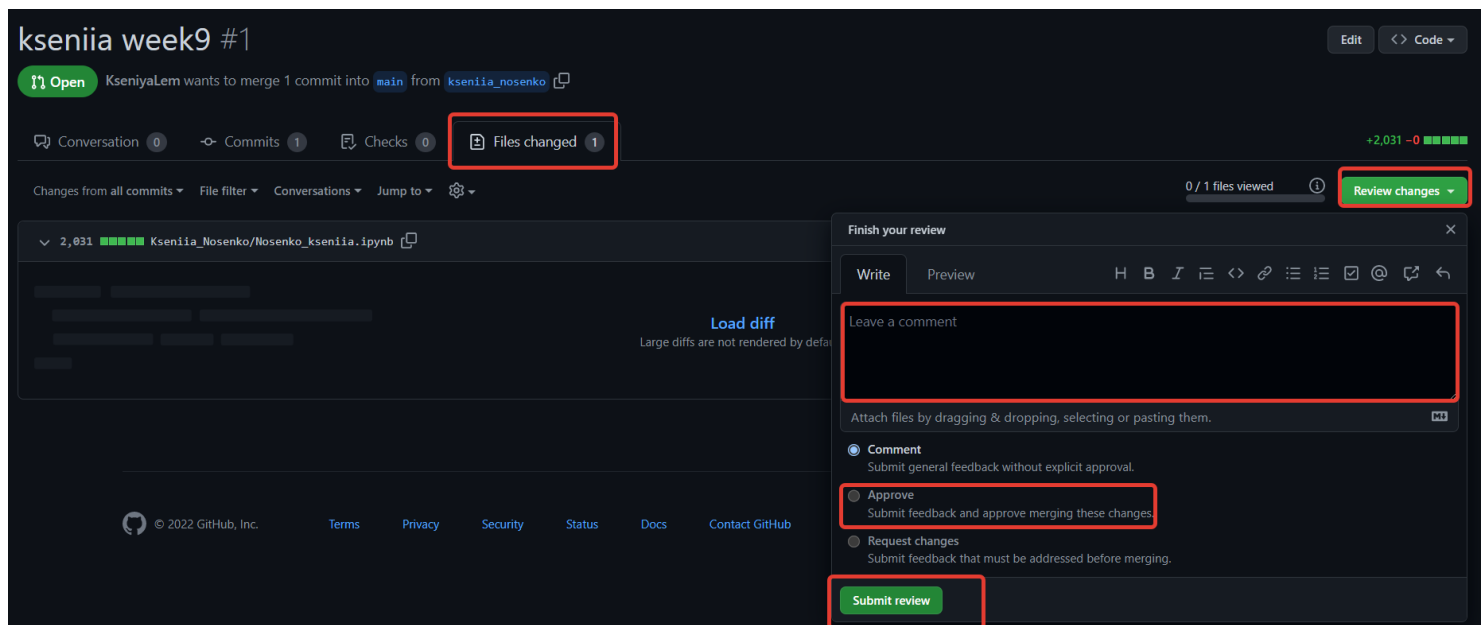 kseniia week9 #1
Edit
<> Code
Open
KseniyaLem wants to merge 1 commit into main from kseniia_nosenko
Conversation 0
Commits 1
Checks 0
Files changed 1
+2,031 −0
Changes from all commits
File filter
Conversations
Jump to
0 / 1 files viewed
Review changes
2,031 Kseniia_Nosenko/Nosenko_kseniia.ipynb
Load diff
Large diffs are not rendered by
Finish your review
Write
Preview
H B I
Leave a comment
Attach files by dragging & dropping, selecting or pasting them.
Comment
Submit general feedback without explicit approval.
Approve
Submit feedback and approve merging these changes.
Request changes
Submit feedback that must be addressed before merging.
Submit review
© 2022 GitHub, Inc.
Terms
Privacy
Security
Status
Docs
Contact GitHub